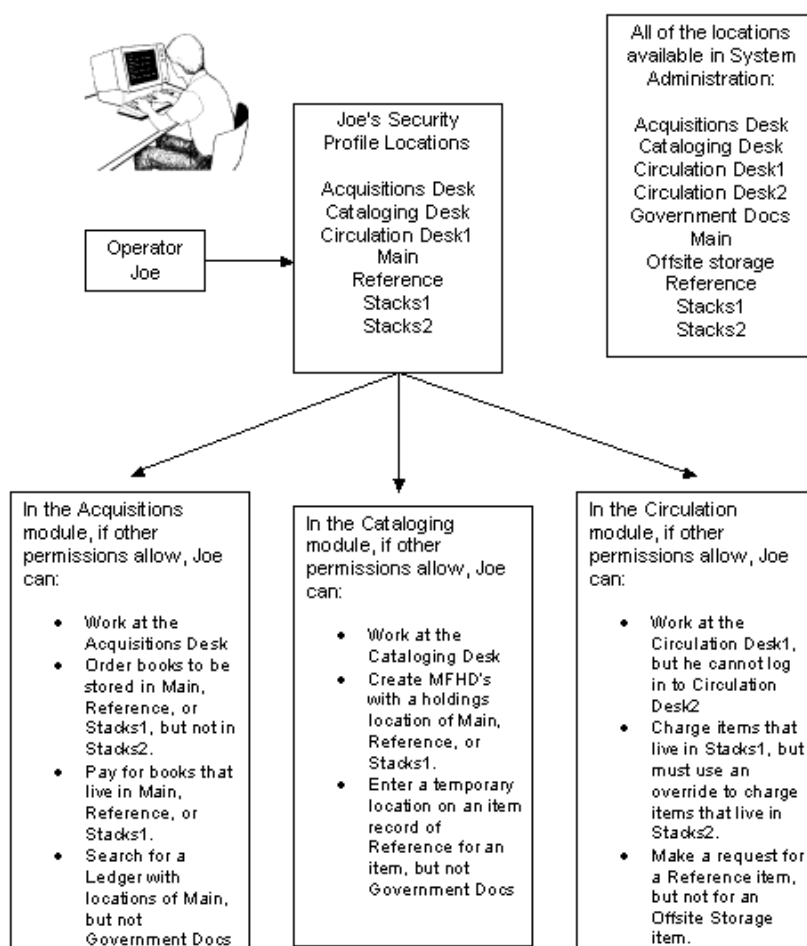 All of the locations
available in System
Administration:
Acquisitions Desk
Cataloging Desk
Circulation Desk1
Circulation Desk2
Government Docs
Main
Offsite storage
Reference
Stacks1
Stacks2
Joe's Security
Profile Locations
Acquisitions Desk
Cataloging Desk
Circulation Desk1
Main
Reference
Stacks1
Stacks2
Operator
Joe
In the Acquisitions
module, if other
permissions allow, Joe
can:
• Work at the
Acquisitions Desk
• Order books to be
stored in Main,
Reference, or
Stacks1, but not in
Stacks2.
• Pay for books that
live in Main,
Reference, or
Stacks1.
• Search for a
Ledger with
locations of Main,
but not
Government Docs
In the Cataloging
module, if other
permissions allow, Joe
can:
• Work at the
Cataloging Desk
• Create MFHD's
with a holdings
location of Main,
Reference, or
Stacks1.
• Enter a temporary
location on an item
record of
Reference for an
item, but not
Government Docs
In the Circulation
module, if other
permissions allow, Joe
can:
• Work at the
Circulation Desk1,
but he cannot log
in to Circulation
Desk2
• Charge items that
live in Stacks1, but
must use an
override to charge
items that live in
Stacks2.
• Make a request for
a Reference item,
but not for an
Offsite Storage
item.